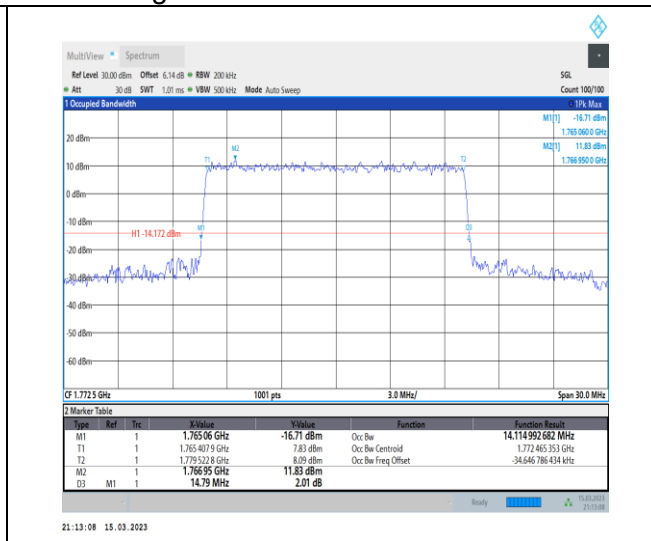 MultiView Spectrum
Ref Level 30.00 dBm Offset 6.14 dB RBW 200 kHz SGL
Att 30 dB SWT 1.01 ms VBW 500 kHz Mode Auto Sweep Count 100/100
1 Occupied Bandwidth 1Pk Max
M1[1] -16.71 dBm
1.765 060 0 GHz
M2[1] 11.83 dBm
1.766 950 0 GHz
20 dBm
M2
T1 T2
10 dBm
0 dBm
-10 dBm
M1 D3
H1 -14.172 dBm
-20 dBm
-30 dBm
-40 dBm
-50 dBm
-60 dBm
CF 1.772 5 GHz 1001 pts 3.0 MHz/ Span 30.0 MHz
2 Marker Table
Type Ref Trc X-Value Y-Value Function Function Result
M1 1 1.765 06 GHz -16.71 dBm Occ Bw 14.114 992 682 MHz
T1 1 1.765 407 9 GHz 7.83 dBm Occ Bw Centroid 1.772 465 353 GHz
T2 1 1.779 522 8 GHz 8.09 dBm Occ Bw Freq Offset -34.646 786 434 kHz
M2 1 1.766 95 GHz 11.83 dBm
D3 M1 1 14.79 MHz 2.01 dB
Ready 15.03.2023
21:13:08
21:13:08 15.03.2023